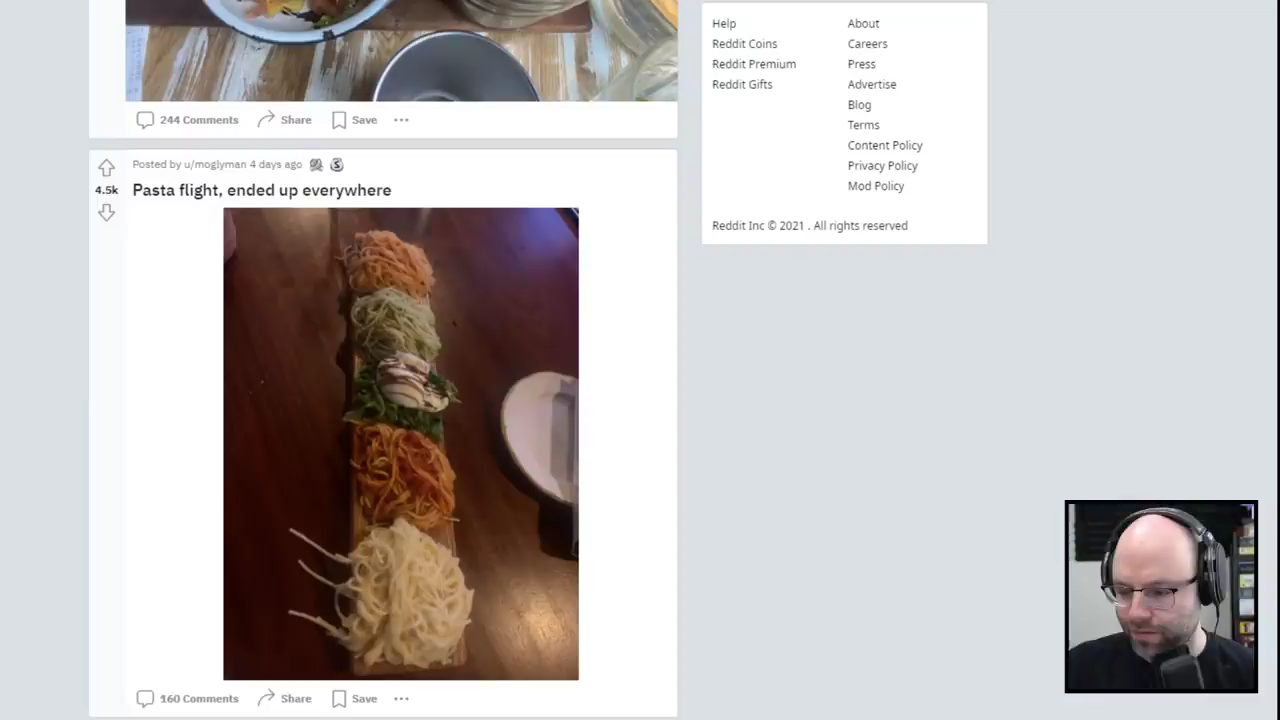 Help
About
Reddit Coins
Careers
Reddit Premium
Press
Reddit Gifts
Advertise
Blog
Terms
Content Policy
Privacy Policy
Mod Policy
Reddit Inc © 2021 . All rights reserved
244 Comments
Share
Save
Posted by u/moglyman 4 days ago
4.5k
Pasta flight, ended up everywhere
160 Comments
Share
Save